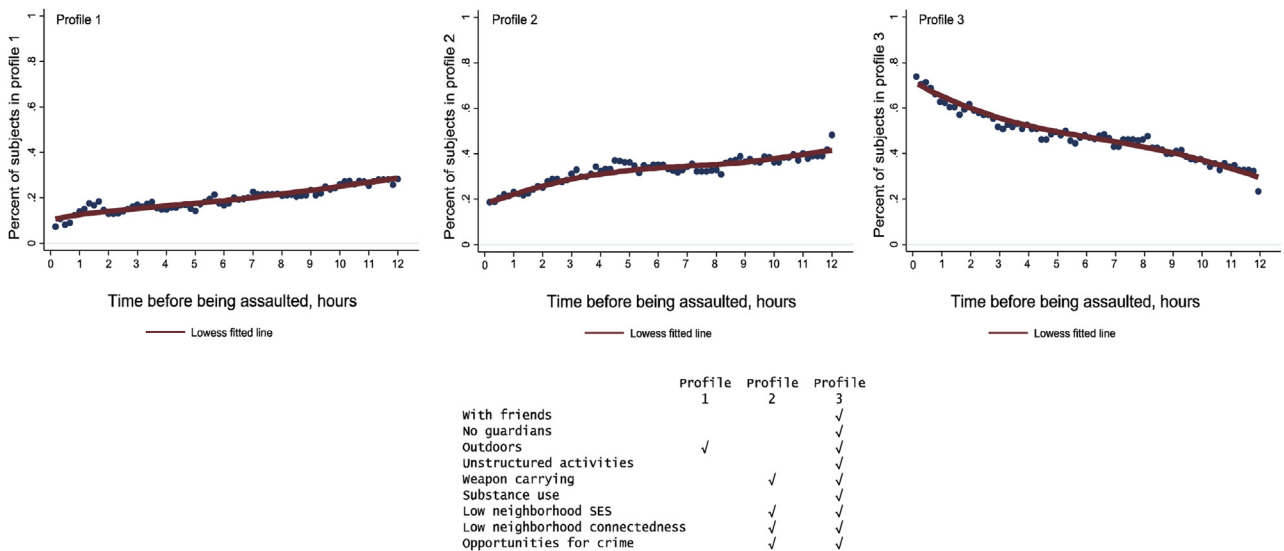 Profile 1
Percent of subjects in profile 1
0 .2 .4 .6 .8 1
0 1 2 3 4 5 6 7 8 9 10 11 12
Time before being assaulted, hours
Lowess fitted line
Profile 2
Percent of subjects in profile 2
0 .2 .4 .6 .8 1
0 1 2 3 4 5 6 7 8 9 10 11 12
Time before being assaulted, hours
Lowess fitted line
Profile 3
Percent of subjects in profile 3
0 .2 .4 .6 .8 1
0 1 2 3 4 5 6 7 8 9 10 11 12
Time before being assaulted, hours
Lowess fitted line
Profile Profile Profile
1 2 3
With friends √
No guardians √
Outdoors √ √
Unstructured activities √
Weapon carrying √ √
Substance use √
Low neighborhood SES √ √
Low neighborhood connectedness √ √
Opportunities for crime √ √